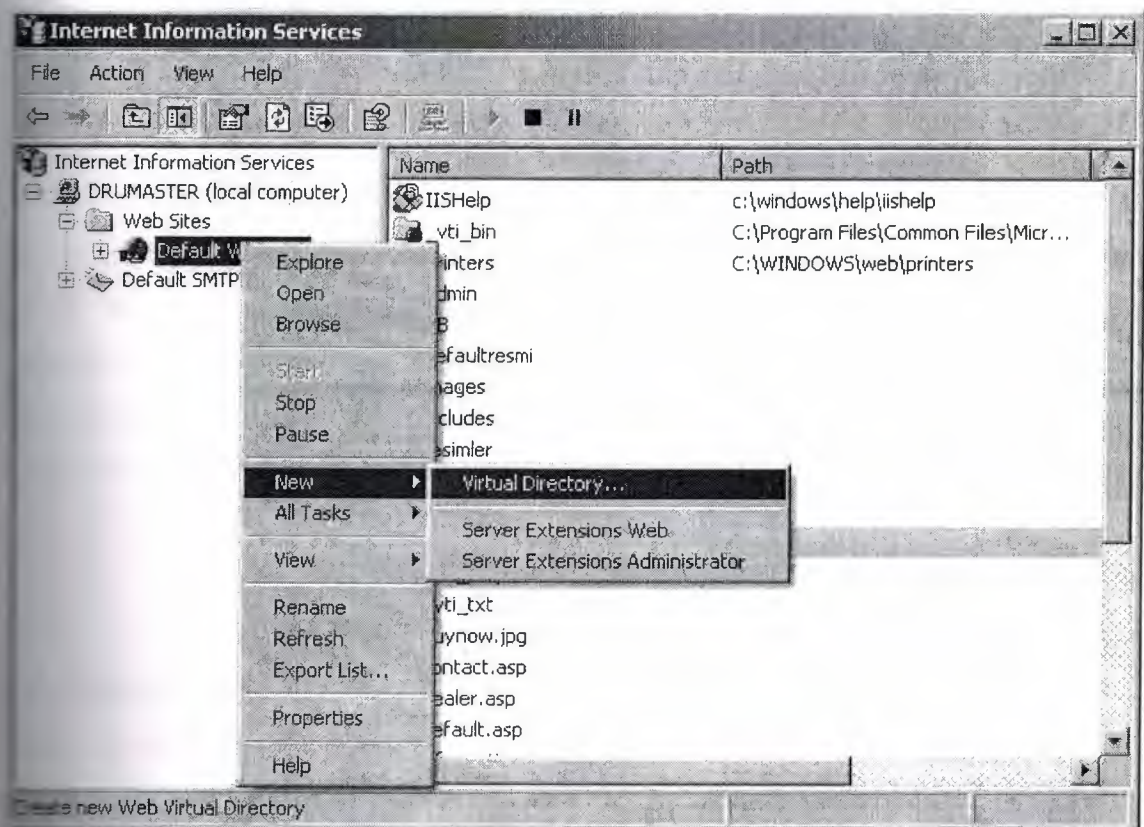 Internet Information Services
File Action View Help
Internet Information Services
DRUMASTER (local computer)
Web Sites
Default W
Default SMTP
Name Path
IISHelp c:\windows\help\iishelp
_vti_bin C:\Program Files\Common Files\Micr...
rinters C:\WINDOWS\web\printers
dmin
B
efaultresmi
ages
cludes
esimler
vti_txt
uynow.jpg
ontact.asp
ealer.asp
efault.asp
Explore
Open
Browse
Start
Stop
Pause
New
All Tasks
View
Rename
Refresh
Export List...
Properties
Help
Virtual Directory...
Server Extensions Web
Server Extensions Administrator
Create new Web Virtual Directory